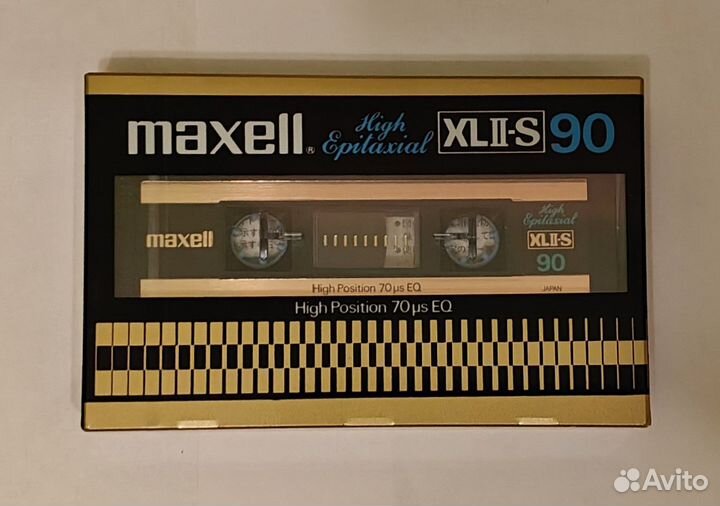 maxell® High Epitaxial XLII-S 90
maxell High Epitaxial XLII-S 90
High Position 70μs EQ JAPAN
High Position 70μs EQ
Avito